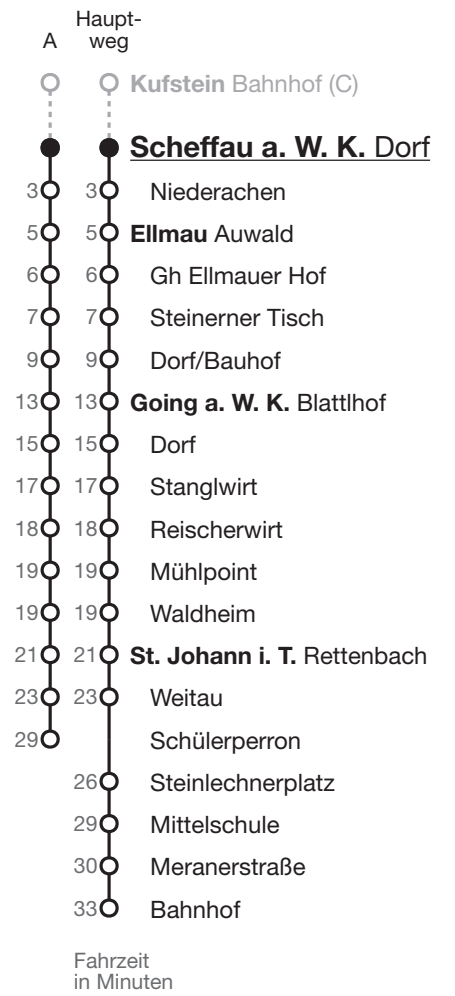 Haupt-
A weg
Kufstein Bahnhof (C)
Scheffau a. W. K. Dorf
3 3 Niederachen
5 5 Ellmau Auwald
6 6 Gh Ellmauer Hof
7 7 Steinerner Tisch
9 9 Dorf/Bauhof
13 13 Going a. W. K. Blattlhof
15 15 Dorf
17 17 Stanglwirt
18 18 Reischerwirt
19 19 Mühlpoint
19 19 Waldheim
21 21 St. Johann i. T. Rettenbach
23 23 Weitau
29 Schülerperron
26 Steinlechnerplatz
29 Mittelschule
30 Meranerstraße
33 Bahnhof
Fahrzeit
in Minuten